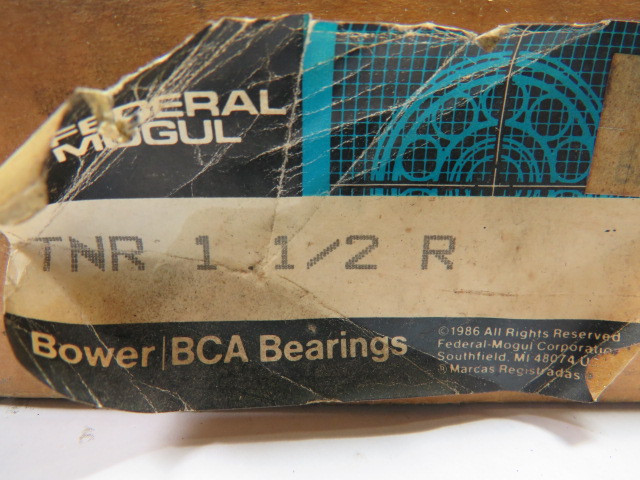 FEDERAL
MOGUL
TNR 1 1/2 R
Bower|BCA Bearings
©1986 All Rights Reserved
Federal-Mogul Corporation
Southfield, MI 48074
® Marcas Registradas